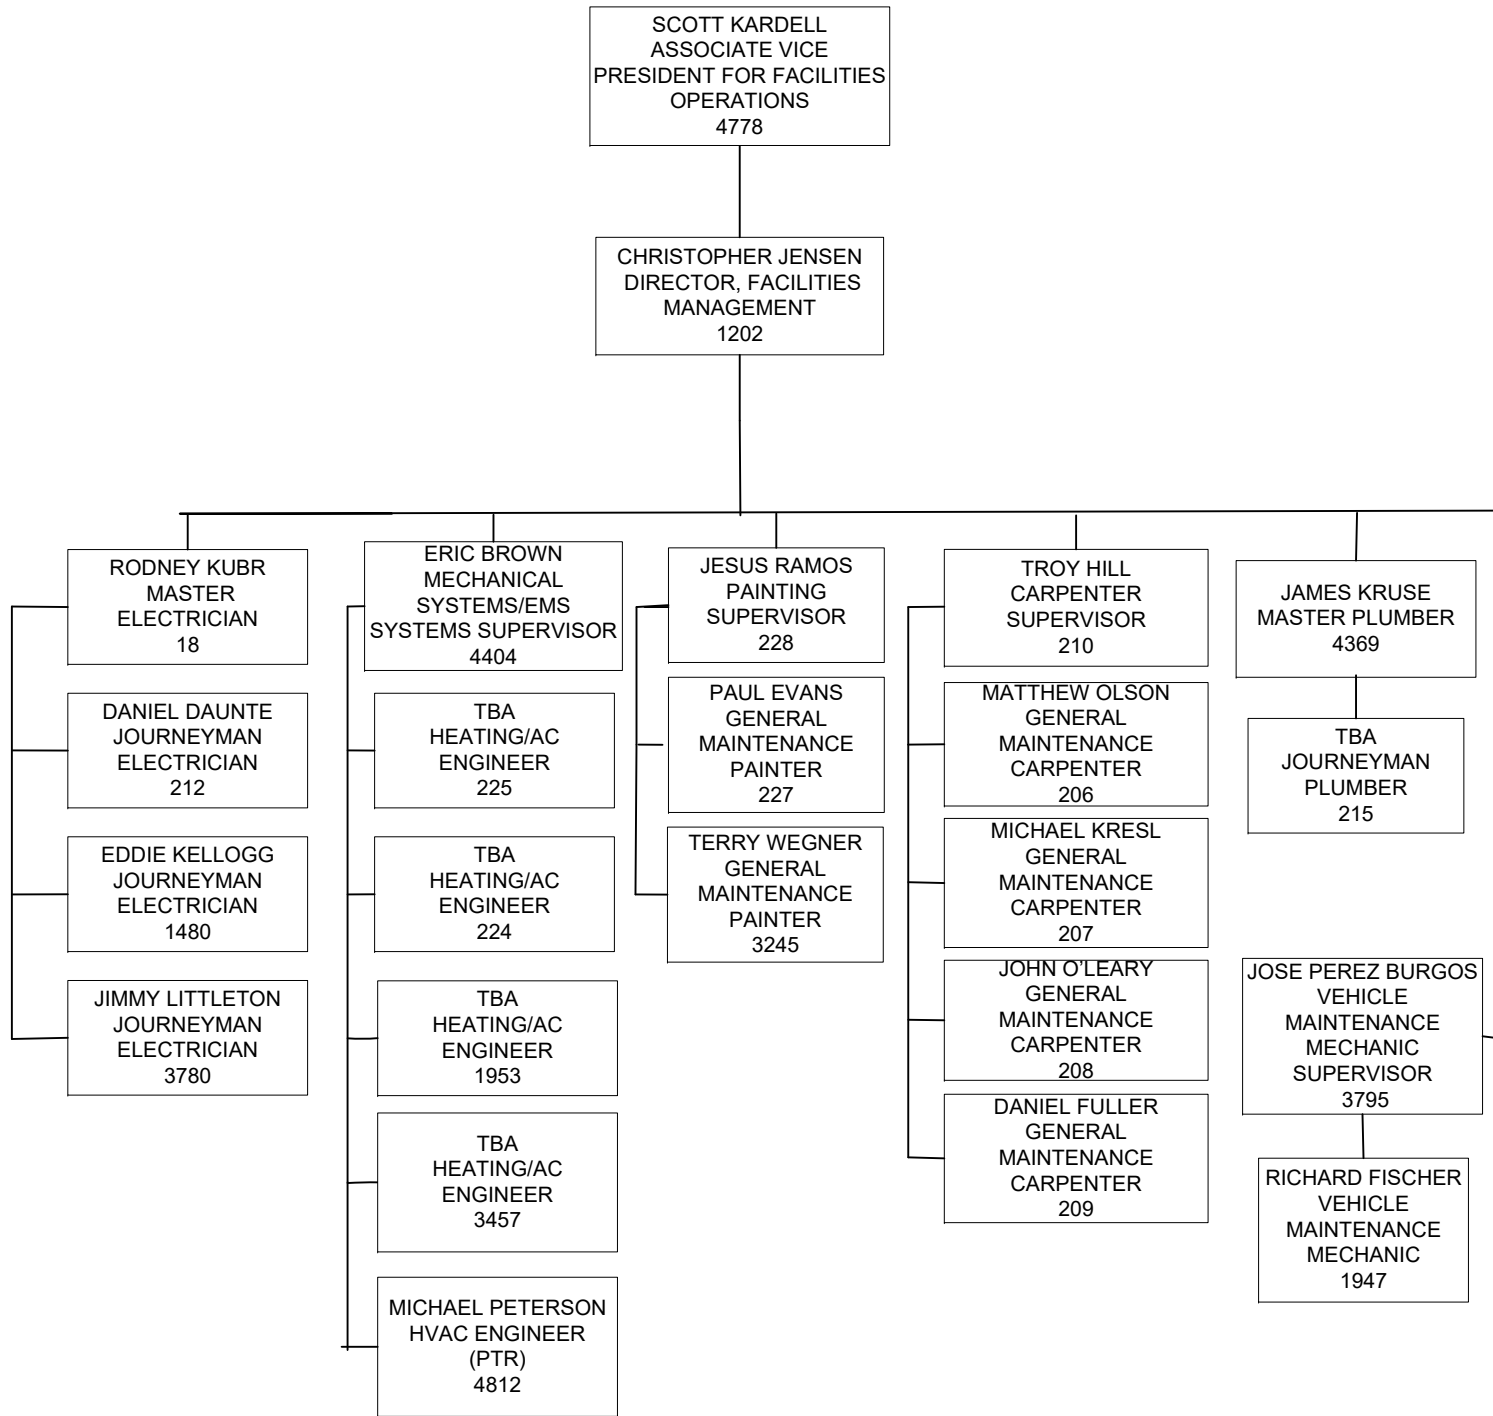 SCOTT KARDELL
ASSOCIATE VICE
PRESIDENT FOR FACILITIES
OPERATIONS
4778
CHRISTOPHER JENSEN
DIRECTOR, FACILITIES
MANAGEMENT
1202
RODNEY KUBR
MASTER
ELECTRICIAN
18
DANIEL DAUNTE
JOURNEYMAN
ELECTRICIAN
212
EDDIE KELLOGG
JOURNEYMAN
ELECTRICIAN
1480
JIMMY LITTLETON
JOURNEYMAN
ELECTRICIAN
3780
ERIC BROWN
MECHANICAL
SYSTEMS/EMS
SYSTEMS SUPERVISOR
4404
TBA
HEATING/AC
ENGINEER
225
TBA
HEATING/AC
ENGINEER
224
TBA
HEATING/AC
ENGINEER
1953
TBA
HEATING/AC
ENGINEER
3457
MICHAEL PETERSON
HVAC ENGINEER
(PTR)
4812
JESUS RAMOS
PAINTING
SUPERVISOR
228
PAUL EVANS
GENERAL
MAINTENANCE
PAINTER
227
TERRY WEGNER
GENERAL
MAINTENANCE
PAINTER
3245
TROY HILL
CARPENTER
SUPERVISOR
210
MATTHEW OLSON
GENERAL
MAINTENANCE
CARPENTER
206
MICHAEL KRESL
GENERAL
MAINTENANCE
CARPENTER
207
JOHN O’LEARY
GENERAL
MAINTENANCE
CARPENTER
208
DANIEL FULLER
GENERAL
MAINTENANCE
CARPENTER
209
JAMES KRUSE
MASTER PLUMBER
4369
TBA
JOURNEYMAN
PLUMBER
215
JOSE PEREZ BURGOS
VEHICLE
MAINTENANCE
MECHANIC
SUPERVISOR
3795
RICHARD FISCHER
VEHICLE
MAINTENANCE
MECHANIC
1947